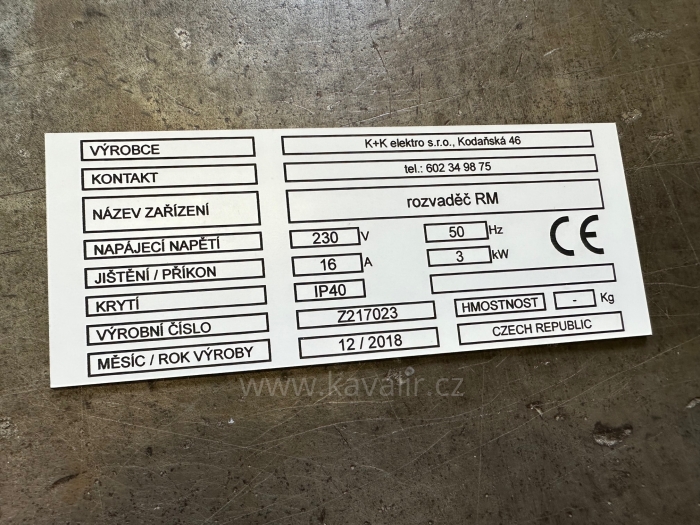 VÝROBCE K+K elektro s.r.o., Kodaňská 46
KONTAKT tel.: 602 34 98 75
NÁZEV ZAŘÍZENÍ rozvaděč RM
NAPÁJECÍ NAPĚTÍ 230 V 50 Hz
JIŠTĚNÍ / PŘÍKON 16 A 3 kW
CE
KRYTÍ IP40
VÝROBNÍ ČÍSLO Z217023 HMOSTNOST - Kg
MĚSÍC / ROK VÝROBY 12 / 2018 CZECH REPUBLIC
www.kavalir.cz